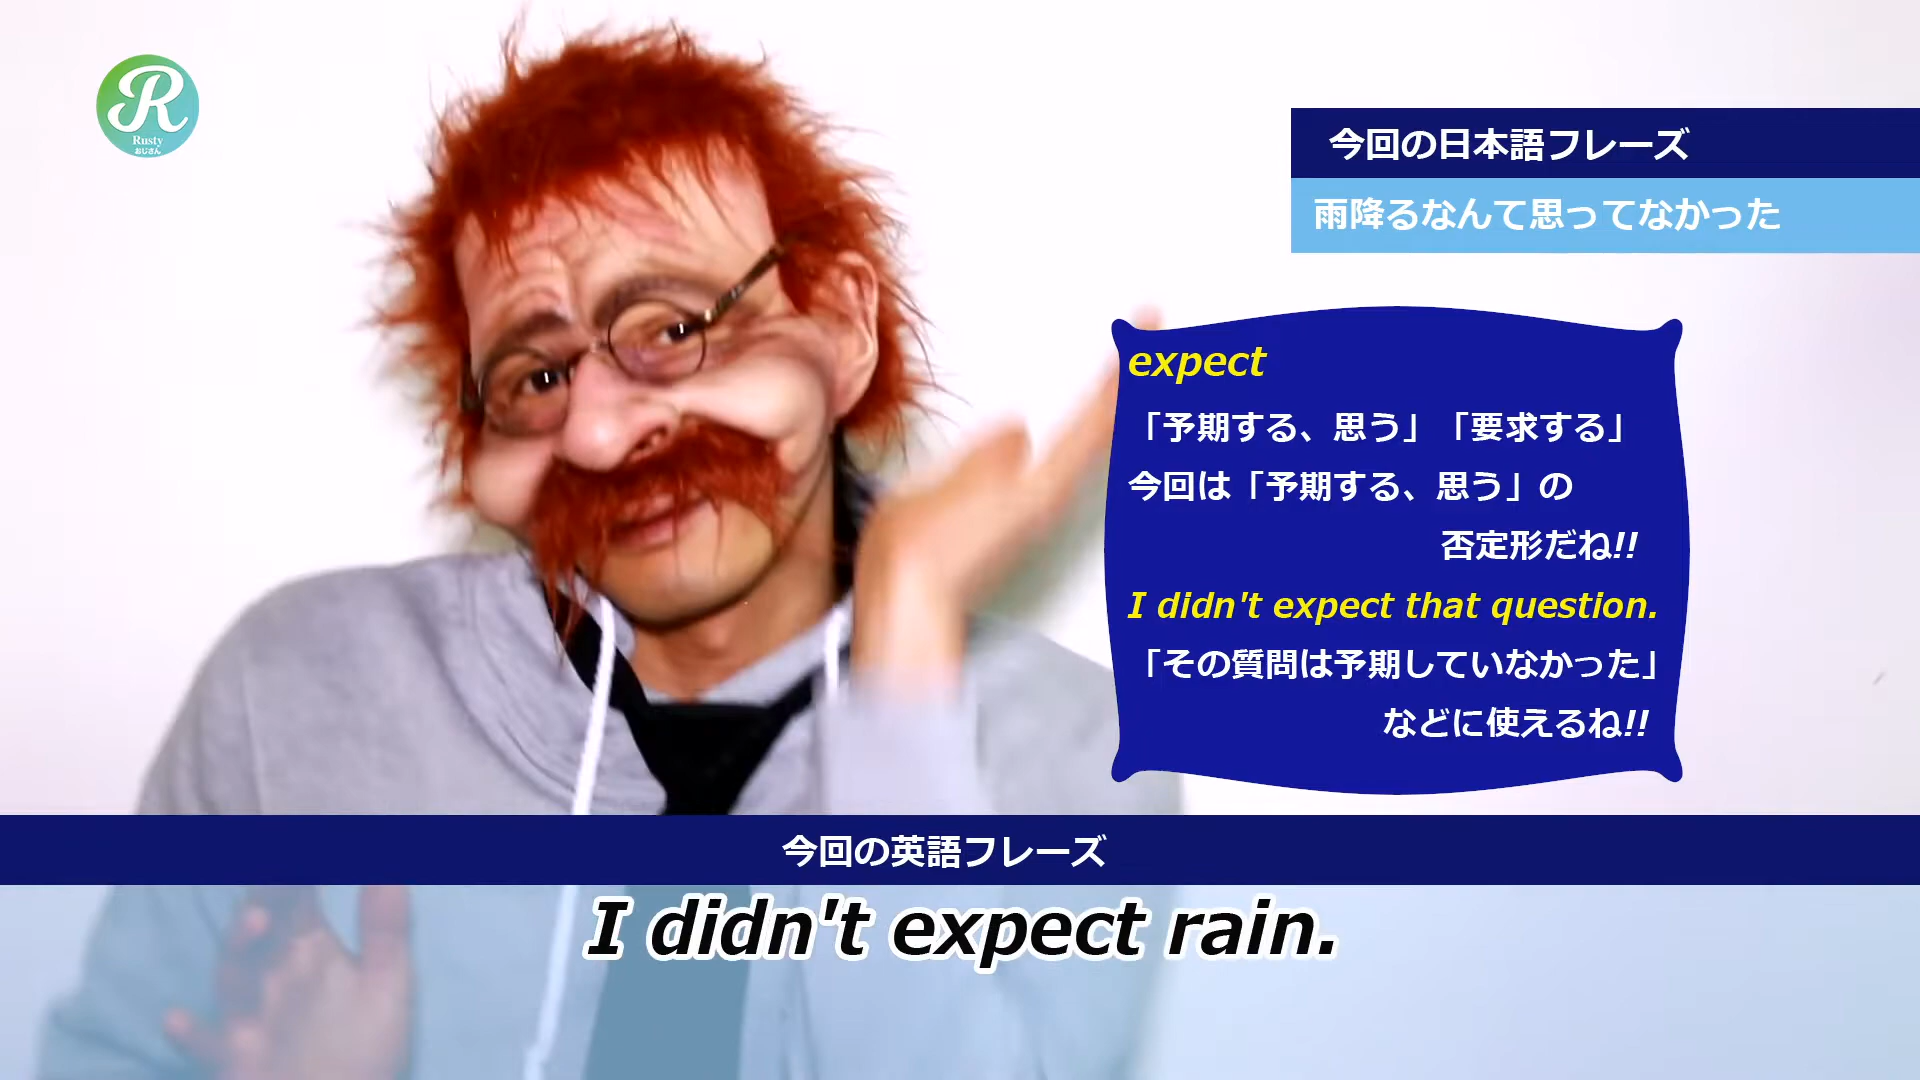 R
Rusty
おじさん
今回の日本語フレーズ
雨降るなんて思ってなかった
expect
「予期する、思う」「要求する」
今回は「予期する、思う」の
否定形だね!!
I didn't expect that question.
「その質問は予期していなかった」
などに使えるね!!
今回の英語フレーズ
I didn't expect rain.